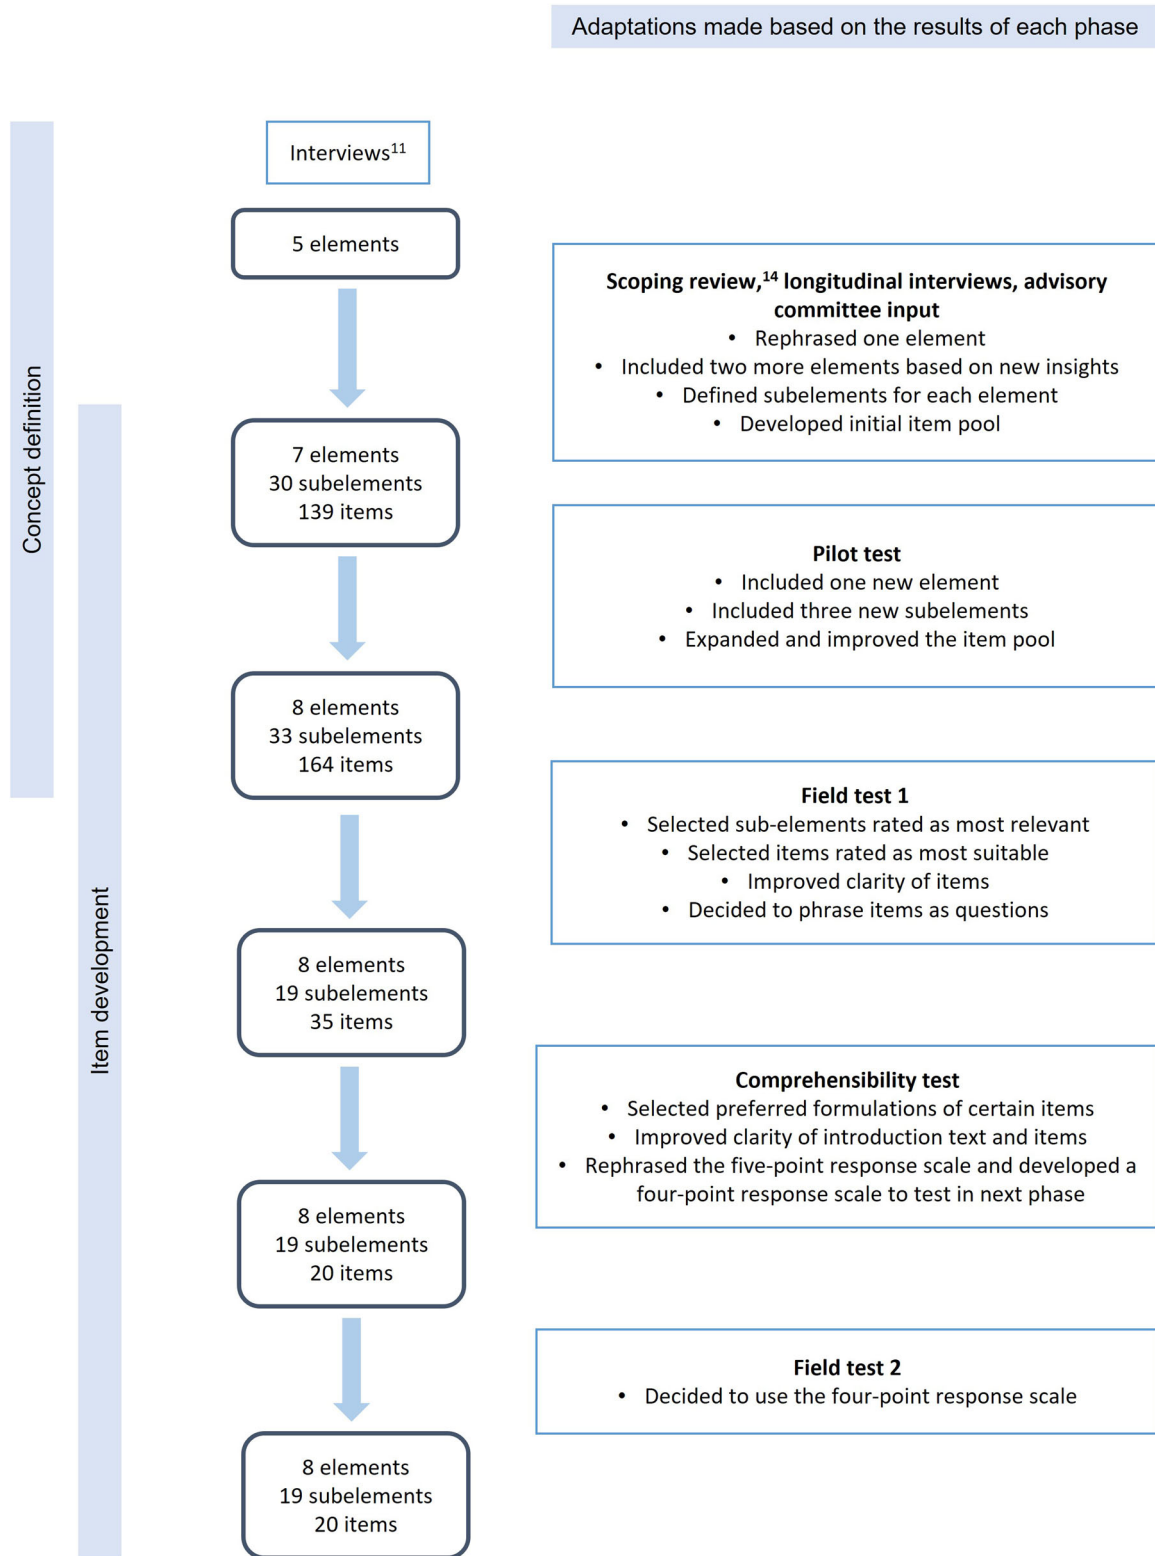 Adaptations made based on the results of each phase
Concept definition
Item development
Interviews¹¹
5 elements
Scoping review,¹⁴ longitudinal interviews, advisory
committee input
• Rephrased one element
• Included two more elements based on new insights
• Defined subelements for each element
• Developed initial item pool
7 elements
30 subelements
139 items
Pilot test
• Included one new element
• Included three new subelements
• Expanded and improved the item pool
8 elements
33 subelements
164 items
Field test 1
• Selected sub-elements rated as most relevant
• Selected items rated as most suitable
• Improved clarity of items
• Decided to phrase items as questions
8 elements
19 subelements
35 items
Comprehensibility test
• Selected preferred formulations of certain items
• Improved clarity of introduction text and items
• Rephrased the five-point response scale and developed a
four-point response scale to test in next phase
8 elements
19 subelements
20 items
Field test 2
• Decided to use the four-point response scale
8 elements
19 subelements
20 items